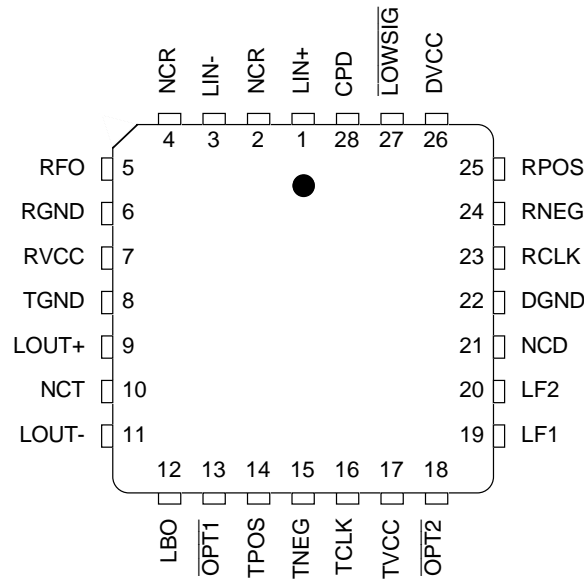 NCR LIN- NCR LIN+ CPD LOWSIG DVCC
4 3 2 1 28 27 26
RFO 5 25 RPOS
RGND 6 24 RNEG
RVCC 7 23 RCLK
TGND 8 22 DGND
LOUT+ 9 21 NCD
NCT 10 20 LF2
LOUT- 11 19 LF1
12 13 14 15 16 17 18
LBO OPT1 TPOS TNEG TCLK TVCC OPT2